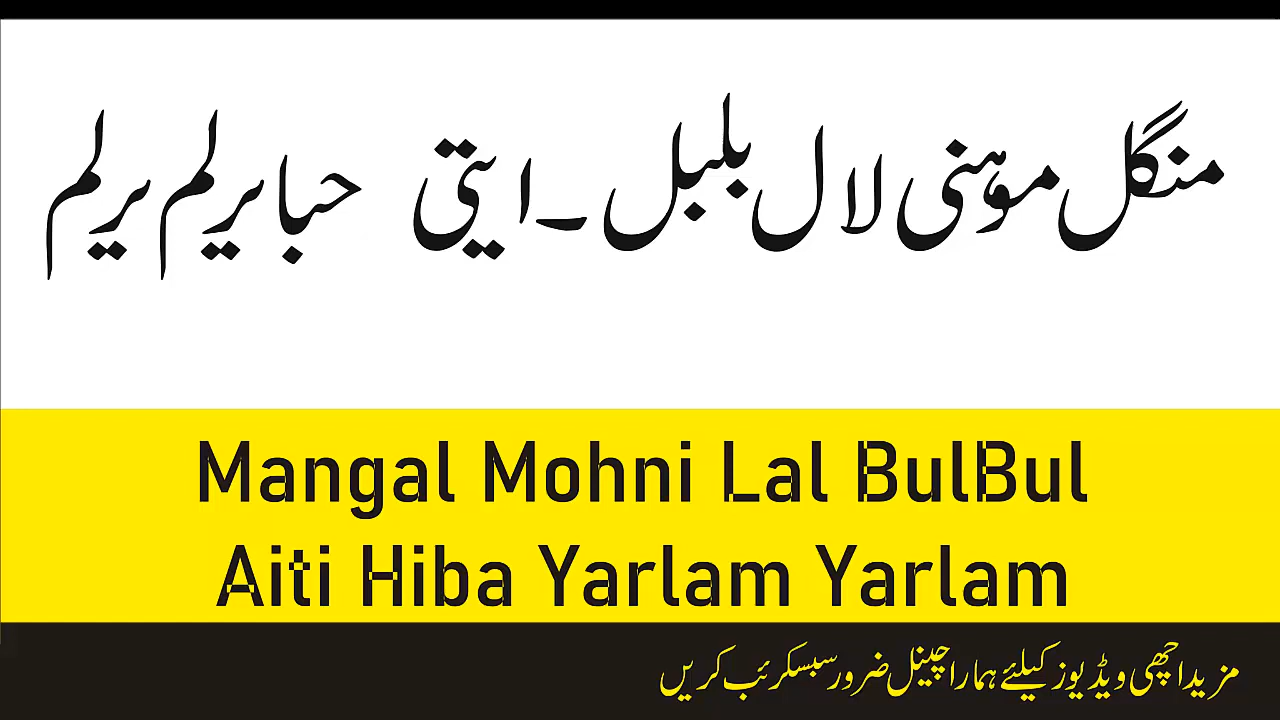 منگل موہنی لال بلبل ۔ ایتی حبا یرلم یرلم
Mangal Mohni Lal BulBul
Aiti Hiba Yarlam Yarlam
مزید اچھی ویڈیوز کیلئے ہمارا چینل ضرور سبسکرئب کریں